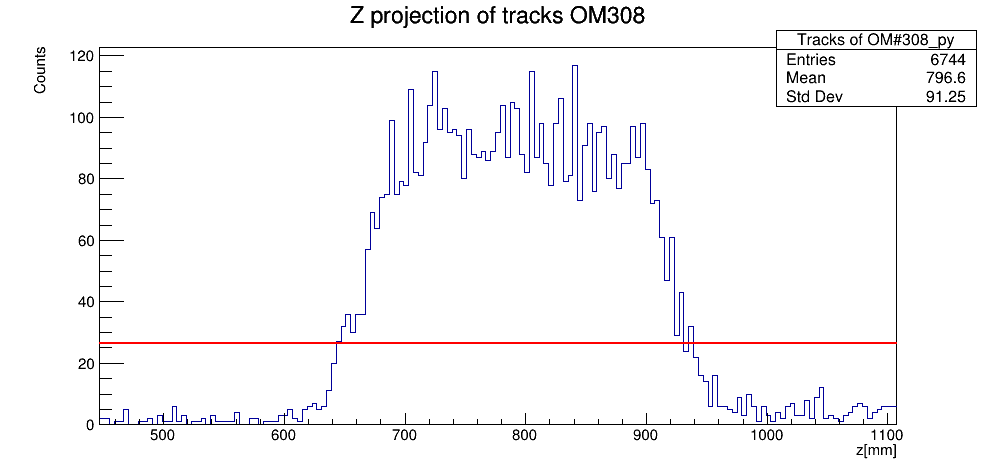 Z projection of tracks OM308
Counts
Tracks of OM#308_py
Entries 6744
Mean 796.6
Std Dev 91.25
120
100
80
60
40
20
0
500 600 700 800 900 1000 1100
z[mm]